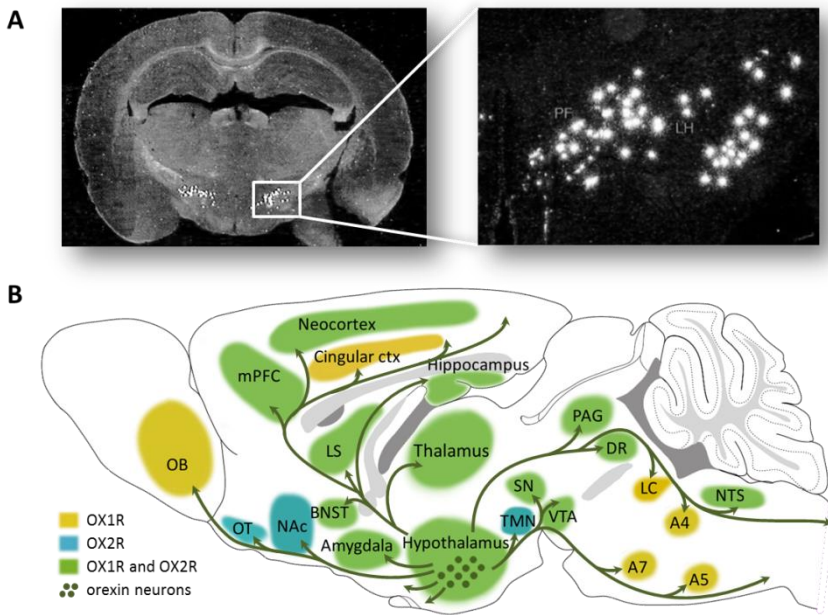 A
PF
LH
B
Neocortex
Cingular ctx
mPFC
Hippocampus
PAG
LS
Thalamus
DR
OB
SN
LC
NTS
OX1R
OT
NAc
BNST
TMN
VTA
A4
OX2R
Amygdala
Hypothalamus
OX1R and OX2R
A7
A5
orexin neurons